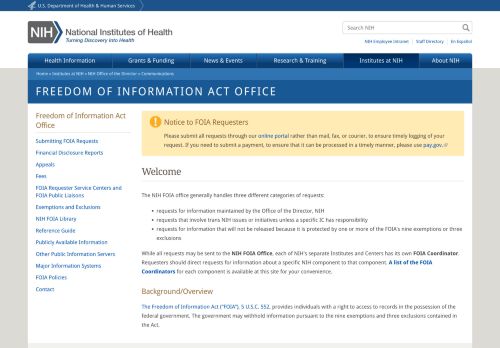 U.S. Department of Health & Human Services
NIH
National Institutes of Health
Turning Discovery Into Health
Search NIH
NIH Employee Intranet | Staff Directory | En Español
Health Information
Grants & Funding
News & Events
Research & Training
Institutes at NIH
About NIH
Home » Institutes at NIH » NIH Office of the Director » Communications
FREEDOM OF INFORMATION ACT OFFICE
Freedom of Information Act
Office
Submitting FOIA Requests
Financial Disclosure Reports
Appeals
Fees
FOIA Requester Service Centers and
FOIA Public Liaisons
Exemptions and Exclusions
NIH FOIA Library
Reference Guide
Publicly Available Information
Other Public Information Servers
Major Information Systems
FOIA Policies
Contact
Notice to FOIA Requesters
Please submit all requests through our online portal rather than mail, fax, or courier, to ensure timely logging of your
request. If you need to submit a payment, to ensure that it can be processed in a timely manner, please use pay.gov.
Welcome
The NIH FOIA office generally handles three different categories of requests:
• requests for information maintained by the Office of the Director, NIH
• requests that involve trans NIH issues or initiatives unless a specific IC has responsibility
• requests for information that will not be released because it is protected by one or more of the FOIA's nine exemptions or three
exclusions
While all requests may be sent to the NIH FOIA Office, each of NIH's separate Institutes and Centers has its own FOIA Coordinator.
Requesters should direct requests for information about a specific NIH component to that component. A list of the FOIA
Coordinators for each component is available at this site for your convenience.
Background/Overview
The Freedom of Information Act ("FOIA"), 5 U.S.C. 552, provides individuals with a right to access to records in the possession of the
federal government. The government may withhold information pursuant to the nine exemptions and three exclusions contained in
the Act.